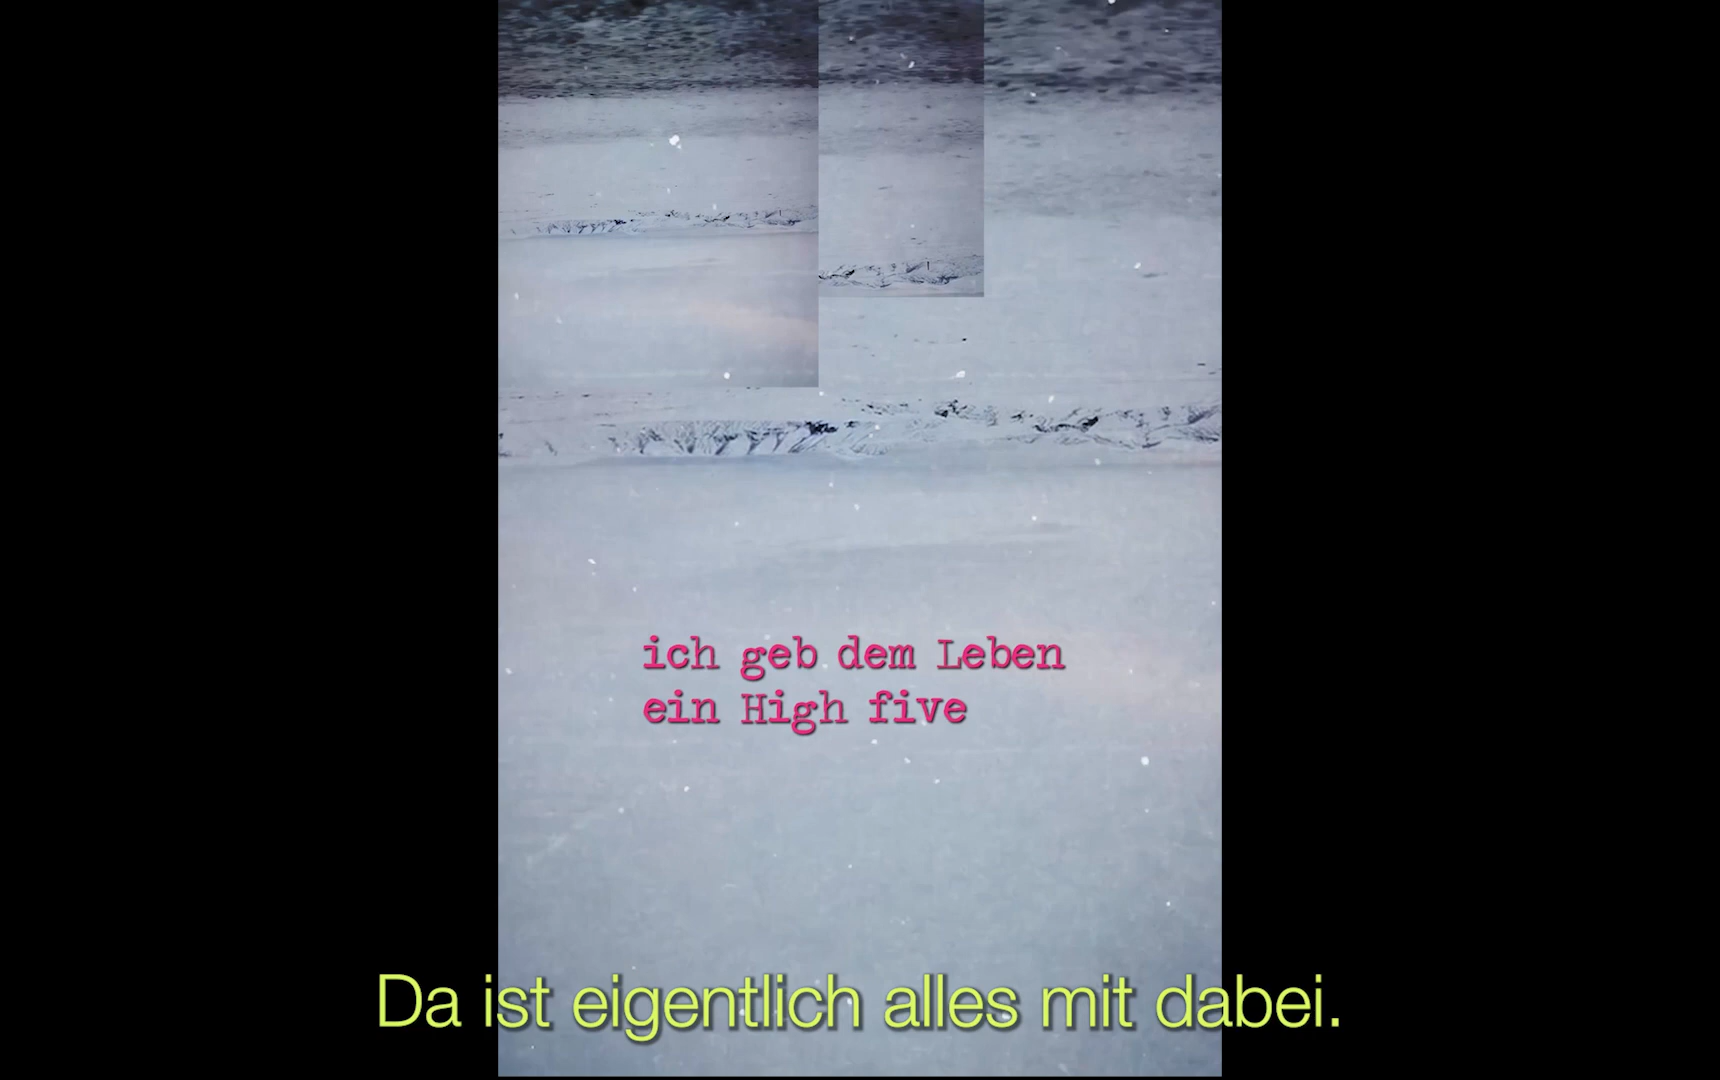 ich geb dem Leben
ein High five
Da ist eigentlich alles mit dabei.